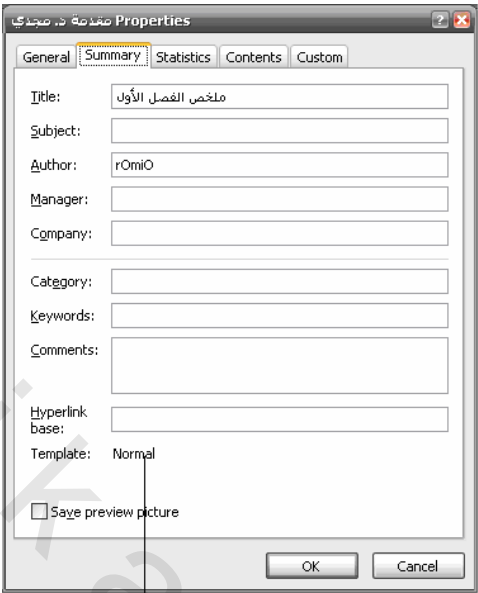 مقدمة د. مجدي Properties
General Summary Statistics Contents Custom
Title: ملخص الفصل الأول
Subject:
Author: rOmiO
Manager:
Company:
Category:
Keywords:
Comments:
Hyperlink
base:
Template: Normal
Save preview picture
OK Cancel